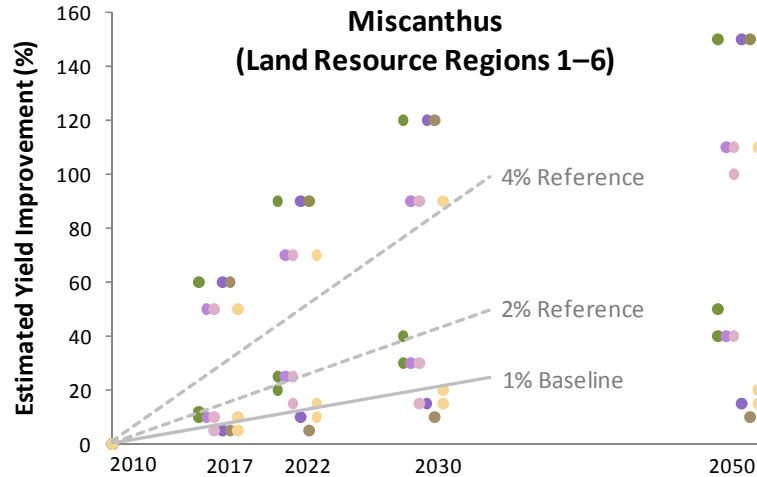 Miscanthus
(Land Resource Regions 1–6)
Estimated Yield Improvement (%)
160
140
120
100
80
60
40
20
0
4% Reference
2% Reference
1% Baseline
2010
2017
2022
2030
2050